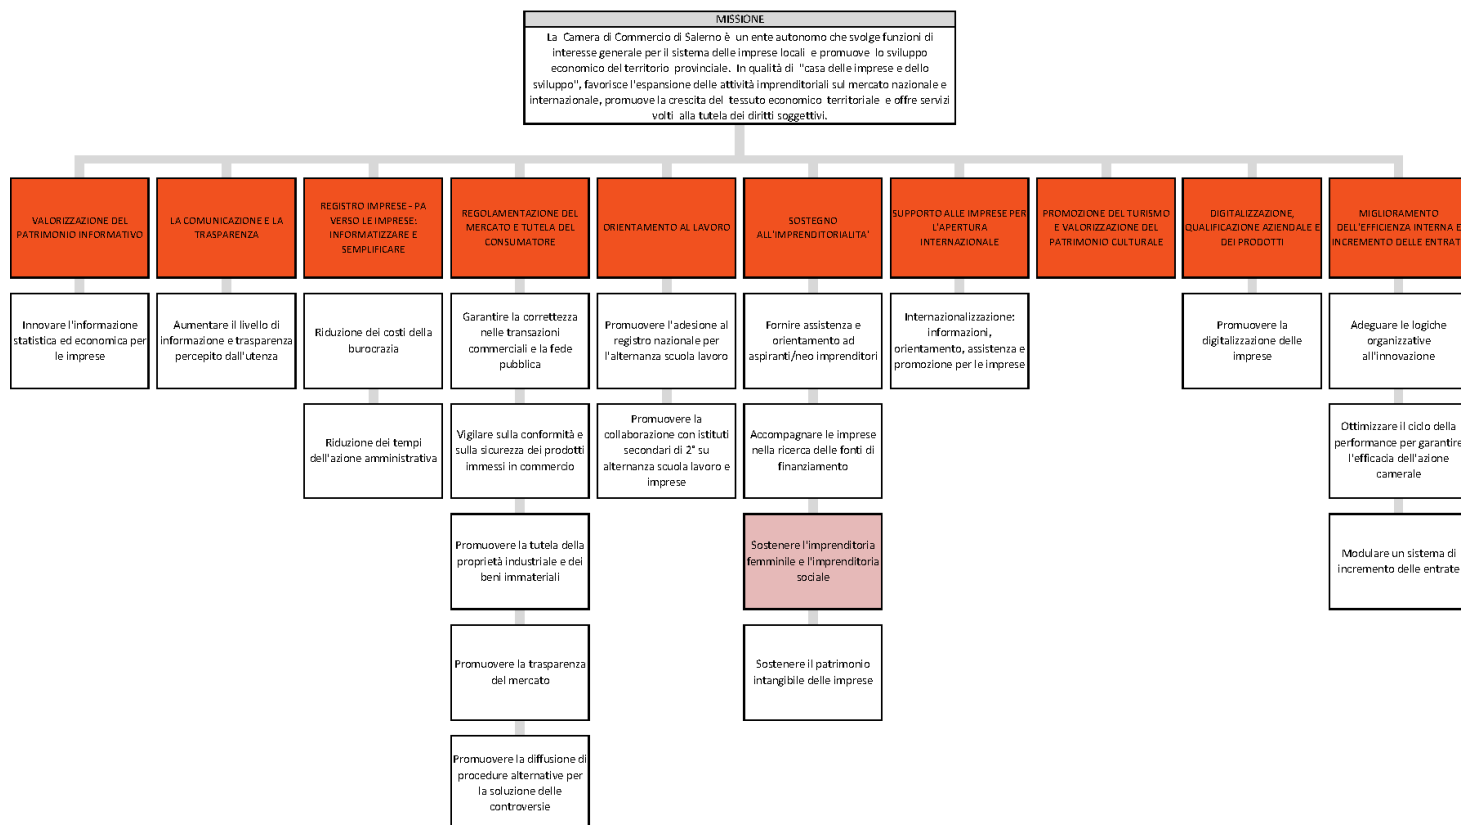 MISSIONE
La Camera di Commercio di Salerno è un ente autonomo che svolge funzioni di
interesse generale per il sistema delle imprese locali e promuove lo sviluppo
economico del territorio provinciale. In qualità di "casa delle imprese e dello
sviluppo", favorisce l'espansione delle attività imprenditoriali sul mercato nazionale e
internazionale, promuove la crescita del tessuto economico territoriale e offre servizi
volti alla tutela dei diritti soggettivi.
VALORIZZAZIONE DEL
PATRIMONIO INFORMATIVO
Innovare l'informazione
statistica ed economica per
le imprese
LA COMUNICAZIONE E LA
TRASPARENZA
Aumentare il livello di
informazione e trasparenza
percepito dall'utenza
REGISTRO IMPRESE - PA
VERSO LE IMPRESE:
INFORMATIZZARE E
SEMPLIFICARE
Riduzione dei costi della
burocrazia
Riduzione dei tempi
dell'azione amministrativa
REGOLAMENTAZIONE DEL
MERCATO E TUTELA DEL
CONSUMATORE
Garantire la correttezza
nelle transazioni
commerciali e la fede
pubblica
Vigilare sulla conformità e
sulla sicurezza dei prodotti
immessi in commercio
Promuovere la tutela della
proprietà industriale e dei
beni immateriali
Promuovere la trasparenza
del mercato
Promuovere la diffusione di
procedure alternative per
la soluzione delle
controversie
ORIENTAMENTO AL LAVORO
Promuovere l'adesione al
registro nazionale per
l'alternanza scuola lavoro
Promuovere la
collaborazione con istituti
secondari di 2° su
alternanza scuola lavoro e
imprese
SOSTEGNO
ALL'IMPRENDITORIALITA'
Fornire assistenza e
orientamento ad
aspiranti/neo imprenditori
Accompagnare le imprese
nella ricerca delle fonti di
finanziamento
Sostenere l'imprenditoria
femminile e l'imprenditoria
sociale
Sostenere il patrimonio
intangibile delle imprese
SUPPORTO ALLE IMPRESE PER
L'APERTURA
INTERNAZIONALE
Internazionalizzazione:
informazioni,
orientamento, assistenza e
promozione per le imprese
PROMOZIONE DEL TURISMO
E VALORIZZAZIONE DEL
PATRIMONIO CULTURALE
DIGITALIZZAZIONE,
QUALIFICAZIONE AZIENDALE E
DEI PRODOTTI
Promuovere la
digitalizzazione delle
imprese
MIGLIORAMENTO
DELL'EFFICIENZA INTERNA E
INCREMENTO DELLE ENTRAT
Adeguare le logiche
organizzative
all'innovazione
Ottimizzare il ciclo della
performance per garantire
l'efficacia dell'azione
camerale
Modulare un sistema di
incremento delle entrate